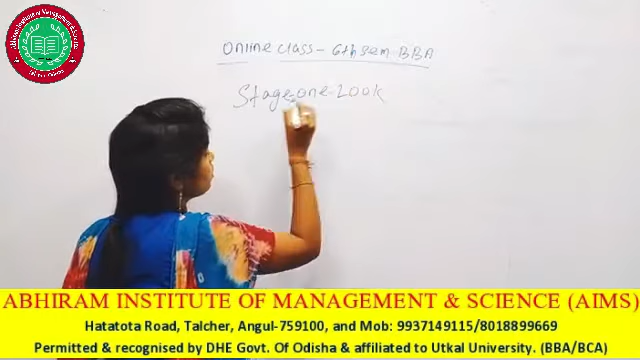 Online class - 6th sem BBA
Stage-one-Look
ABHIRAM INSTITUTE OF MANAGEMENT & SCIENCE (AIMS)
Hatatota Road, Talcher, Angul-759100, and Mob: 9937149115/8018899669
Permitted & recognised by DHE Govt. Of Odisha & affiliated to Utkal University. (BBA/BCA)